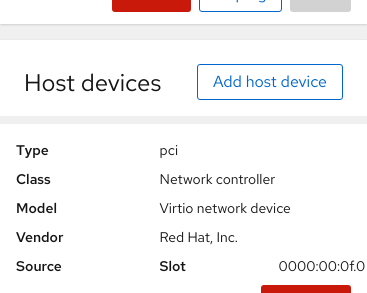 Host devices
Add host device
Type pci
Class Network controller
Model Virtio network device
Vendor Red Hat, Inc.
Source Slot 0000:00:0f.0